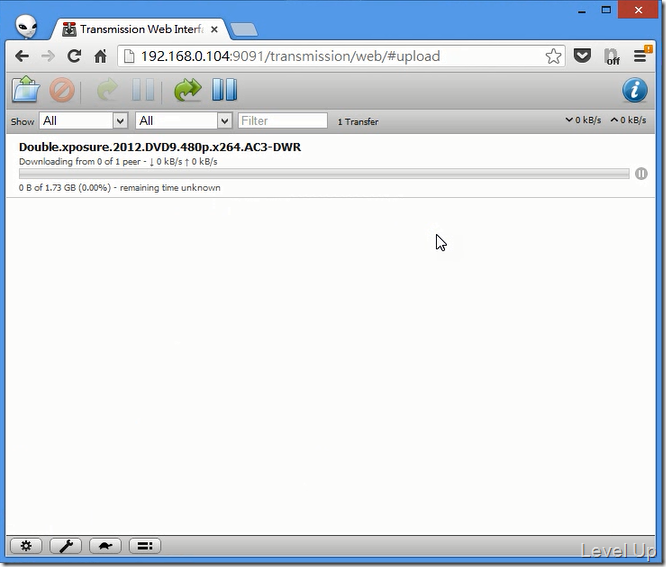 Transmission Web Interfa
192.168.0.104:9091/transmission/web/#upload
off
Show All All Filter 1 Transfer 0 kB/s 0 kB/s
Double.xposure.2012.DVD9.480p.x264.AC3-DWR
Downloading from 0 of 1 peer - ↓ 0 kB/s ↑ 0 kB/s
0 B of 1.73 GB (0.00%) - remaining time unknown
Level Up